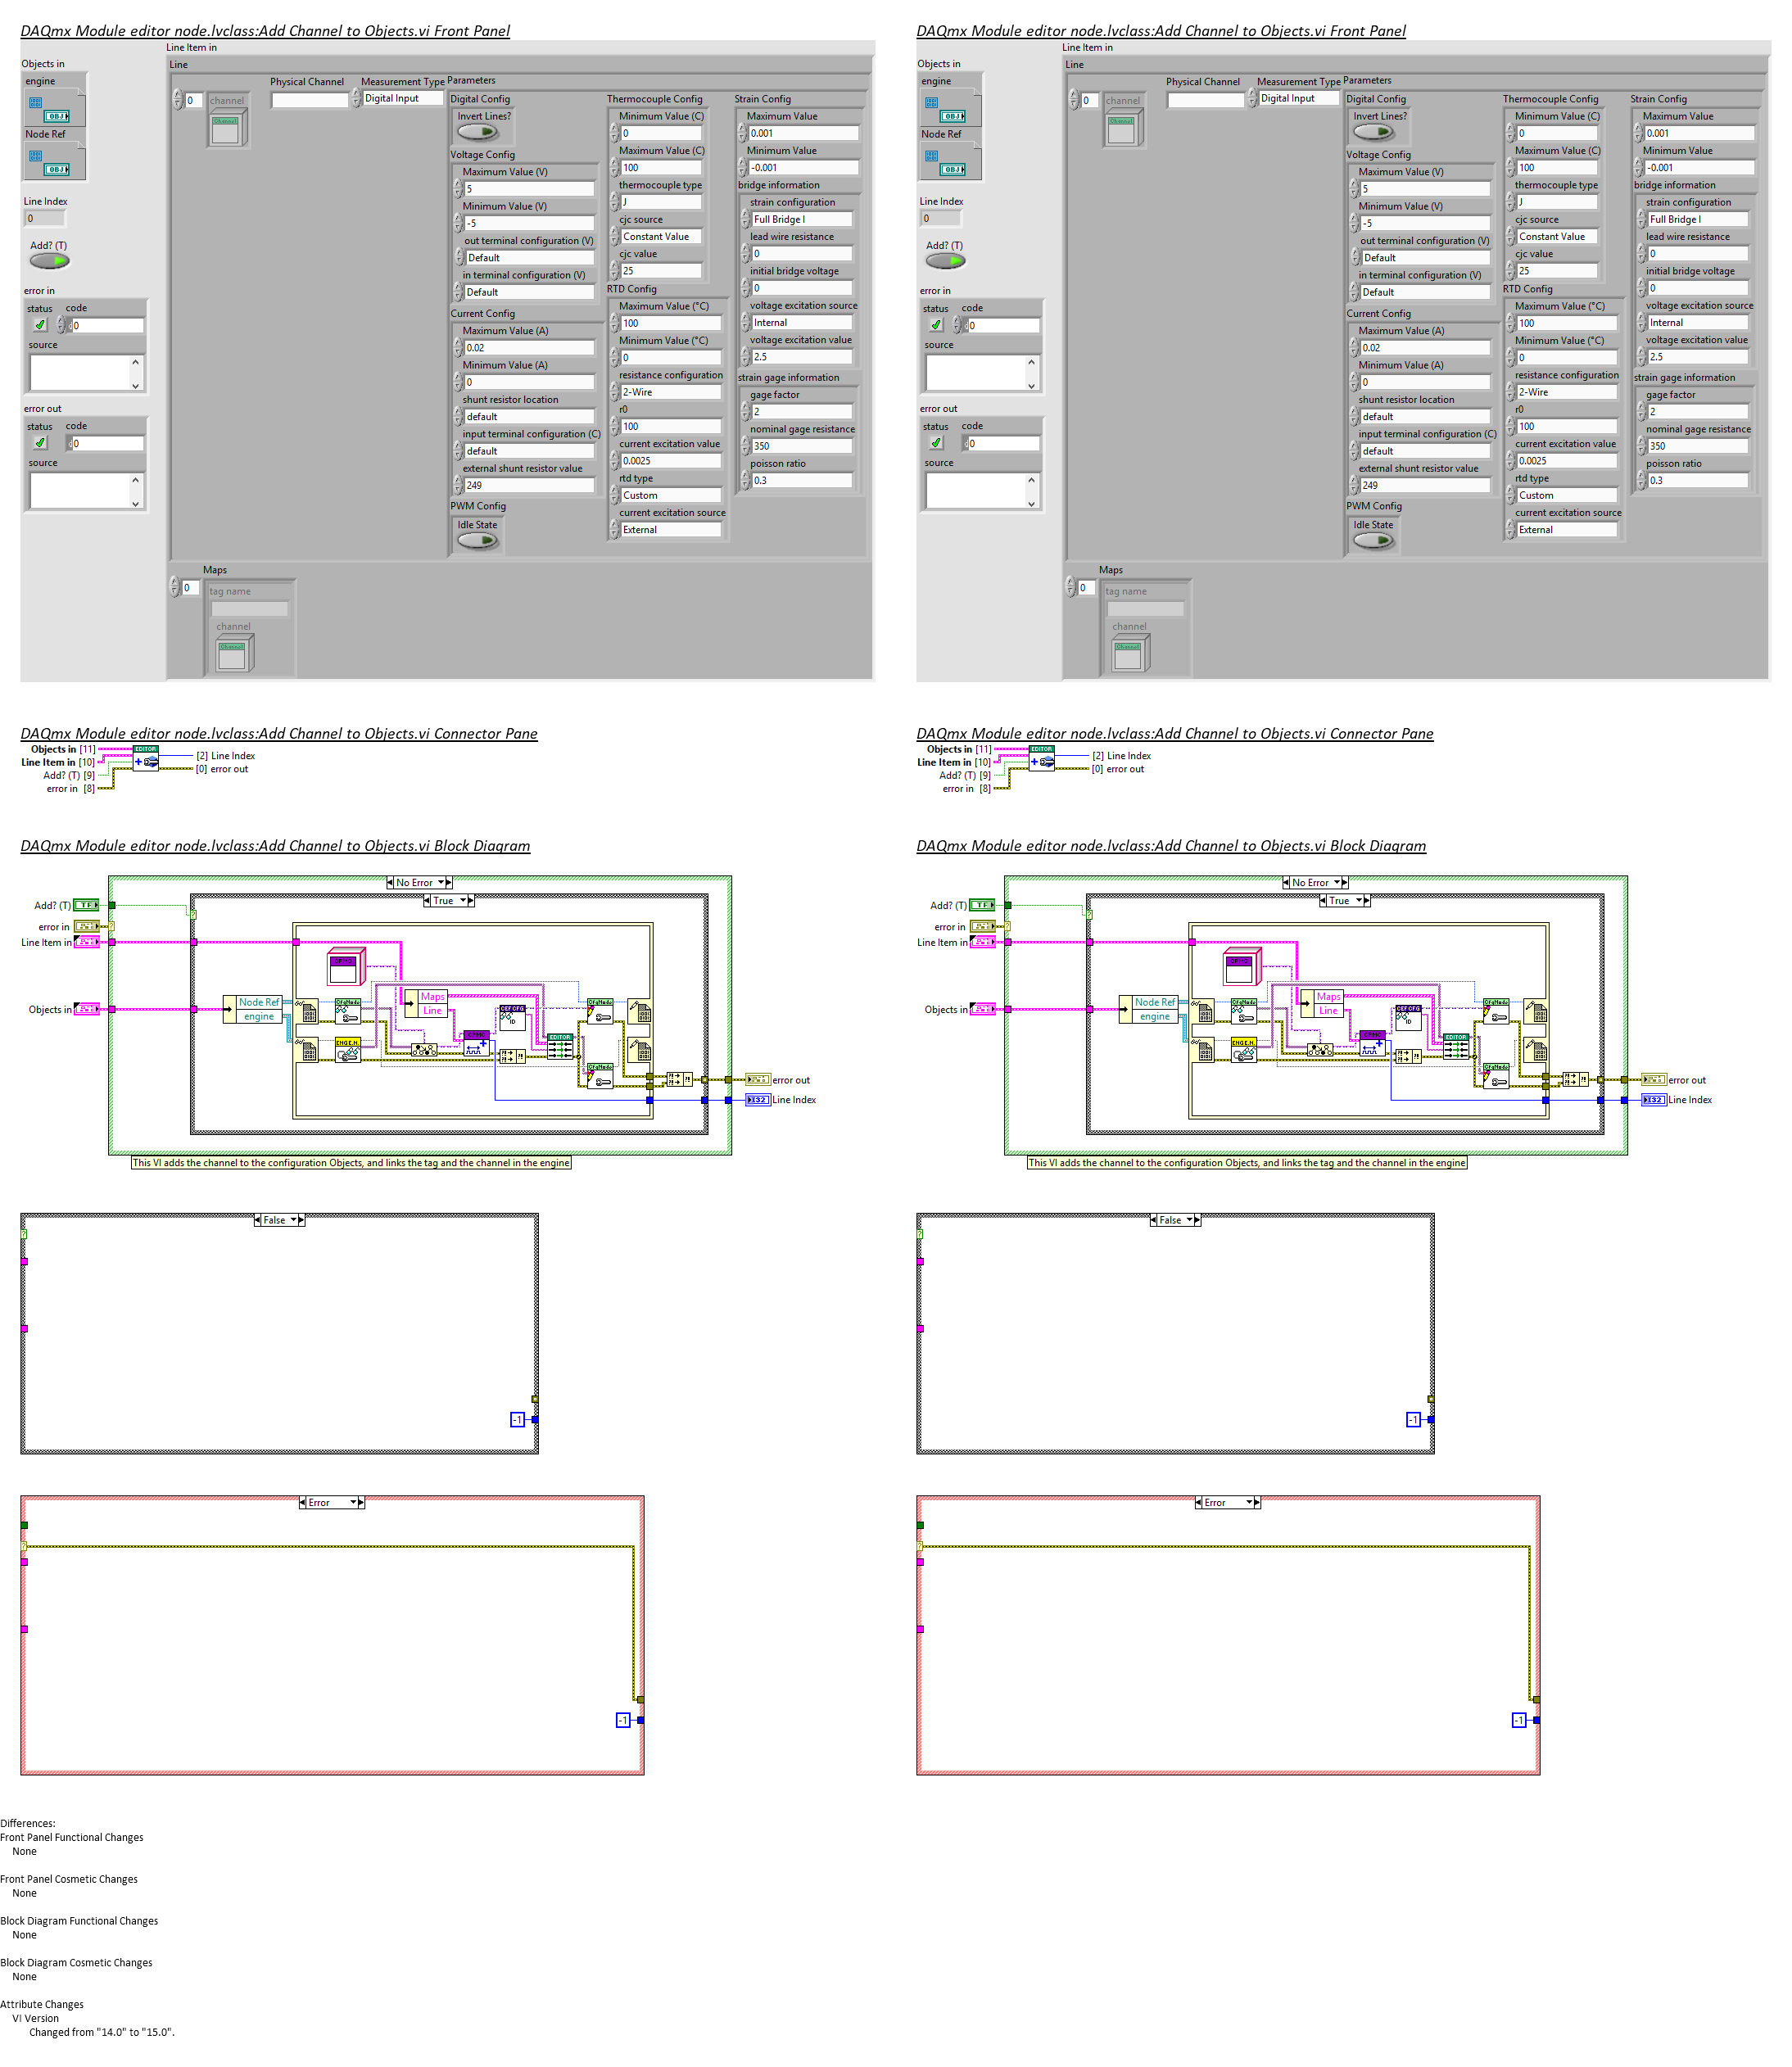 DAQmx Module editor node.lvclass:Add Channel to Objects.vi Front Panel
Line Item in
Objects in
engine
OBJ
Node Ref
OBJ
Line Index
0
Add? (T)
error in
status code
0
source
error out
status code
0
source
Line
0
channel
Channel
Physical Channel
Measurement Type
Digital Input
Parameters
Digital Config
Invert Lines?
Voltage Config
Maximum Value (V)
5
Minimum Value (V)
-5
out terminal configuration (V)
Default
in terminal configuration (V)
Default
Current Config
Maximum Value (A)
0.02
Minimum Value (A)
0
shunt resistor location
default
input terminal configuration (C)
default
external shunt resistor value
249
PWM Config
Idle State
Thermocouple Config
Minimum Value (C)
0
Maximum Value (C)
100
thermocouple type
J
cjc source
Constant Value
cjc value
25
RTD Config
Maximum Value (°C)
100
Minimum Value (°C)
0
resistance configuration
2-Wire
r0
100
current excitation value
0.0025
rtd type
Custom
current excitation source
External
Strain Config
Maximum Value
0.001
Minimum Value
-0.001
bridge information
strain configuration
Full Bridge I
lead wire resistance
0
initial bridge voltage
0
voltage excitation source
Internal
voltage excitation value
2.5
strain gage information
gage factor
2
nominal gage resistance
350
poisson ratio
0.3
Maps
0
tag name
channel
Channel
DAQmx Module editor node.lvclass:Add Channel to Objects.vi Front Panel
Line Item in
Objects in
engine
OBJ
Node Ref
OBJ
Line Index
0
Add? (T)
error in
status code
0
source
error out
status code
0
source
Line
0
channel
Channel
Physical Channel
Measurement Type
Digital Input
Parameters
Digital Config
Invert Lines?
Voltage Config
Maximum Value (V)
5
Minimum Value (V)
-5
out terminal configuration (V)
Default
in terminal configuration (V)
Default
Current Config
Maximum Value (A)
0.02
Minimum Value (A)
0
shunt resistor location
default
input terminal configuration (C)
default
external shunt resistor value
249
PWM Config
Idle State
Thermocouple Config
Minimum Value (C)
0
Maximum Value (C)
100
thermocouple type
J
cjc source
Constant Value
cjc value
25
RTD Config
Maximum Value (°C)
100
Minimum Value (°C)
0
resistance configuration
2-Wire
r0
100
current excitation value
0.0025
rtd type
Custom
current excitation source
External
Strain Config
Maximum Value
0.001
Minimum Value
-0.001
bridge information
strain configuration
Full Bridge I
lead wire resistance
0
initial bridge voltage
0
voltage excitation source
Internal
voltage excitation value
2.5
strain gage information
gage factor
2
nominal gage resistance
350
poisson ratio
0.3
Maps
0
tag name
channel
Channel
DAQmx Module editor node.lvclass:Add Channel to Objects.vi Connector Pane
Objects in [11]
Line Item in [10]
Add? (T) [9]
error in [8]
EDITOR
[2] Line Index
[0] error out
DAQmx Module editor node.lvclass:Add Channel to Objects.vi Connector Pane
Objects in [11]
Line Item in [10]
Add? (T) [9]
error in [8]
EDITOR
[2] Line Index
[0] error out
DAQmx Module editor node.lvclass:Add Channel to Objects.vi Block Diagram
No Error
True
Add? (T)
TF
error in
Line Item in
Objects in
Node Ref
engine
Maps
Line
EDITOR
error out
I32 Line Index
This VI adds the channel to the configuration Objects, and links the tag and the channel in the engine
False
-1
Error
-1
DAQmx Module editor node.lvclass:Add Channel to Objects.vi Block Diagram
No Error
True
Add? (T)
TF
error in
Line Item in
Objects in
Node Ref
engine
Maps
Line
EDITOR
error out
I32 Line Index
This VI adds the channel to the configuration Objects, and links the tag and the channel in the engine
False
-1
Error
-1
Differences:
Front Panel Functional Changes
None
Front Panel Cosmetic Changes
None
Block Diagram Functional Changes
None
Block Diagram Cosmetic Changes
None
Attribute Changes
VI Version
Changed from "14.0" to "15.0".